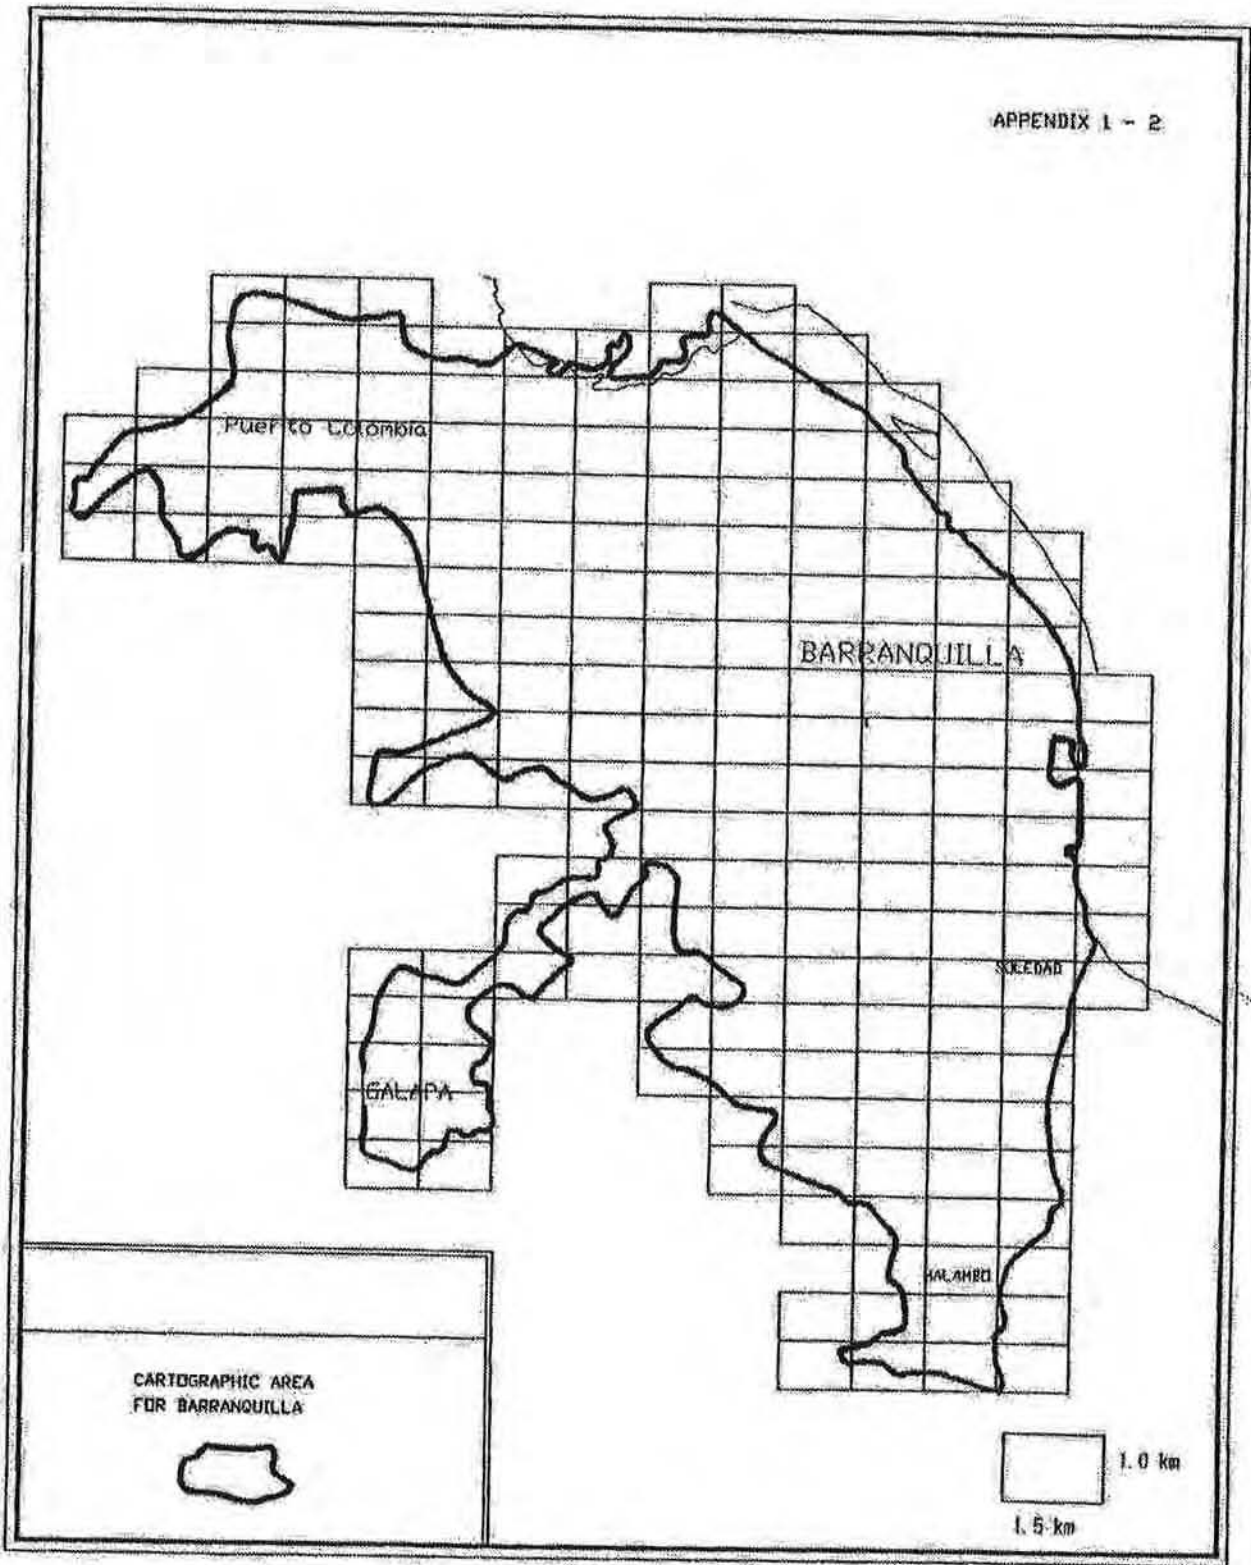 APPENDIX 1 - 2
Puerto Colombia
BARRANQUILLA
SOLEDAD
GALAPA
MALAMBO
CARTOGRAPHIC AREA
FOR BARRANQUILLA
1.0 km
1.5 km